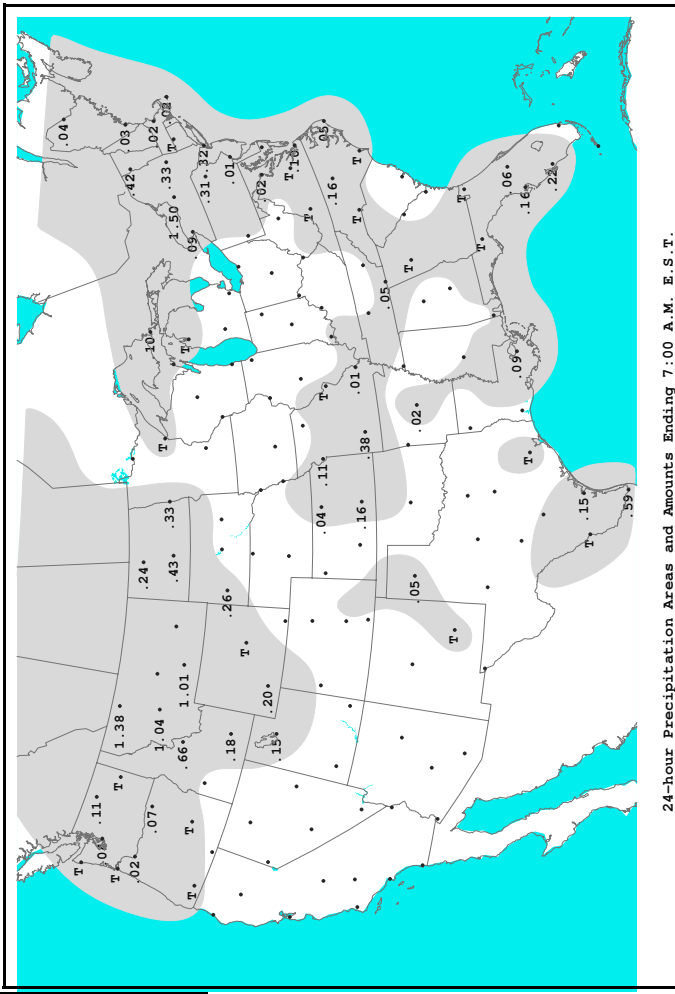 .04
T
.11
T
T
1.38
.03
.42
.02
.24
.10
.07
.02
1.04
T
.33
.02
.33
T
.43
1.50
.66
1.01
T
T
T
.09
.32
.31
.26
.01
.18
T
.02
.20
.15
T
.10
T
.04
.11
T
.05
.16
.01
T
T
.16
.38
.05
T
.05
.02
T
T
T
.06
.09
.16
T
.22
.15
T
.59
24-hour Precipitation Areas and Amounts Ending 7:00 A.M. E.S.T.